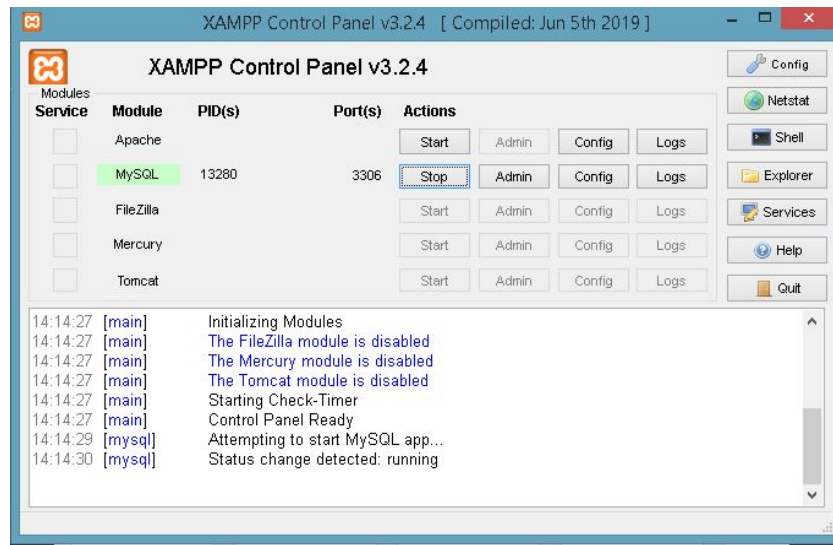 XAMPP Control Panel v3.2.4 [ Compiled: Jun 5th 2019 ]
XAMPP Control Panel v3.2.4
Modules
Service Module PID(s) Port(s) Actions
Apache Start Admin Config Logs
MySQL 13280 3306 Stop Admin Config Logs
FileZilla Start Admin Config Logs
Mercury Start Admin Config Logs
Tomcat Start Admin Config Logs
Config
Netstat
Shell
Explorer
Services
Help
Quit
14:14:27 [main] Initializing Modules
14:14:27 [main] The FileZilla module is disabled
14:14:27 [main] The Mercury module is disabled
14:14:27 [main] The Tomcat module is disabled
14:14:27 [main] Starting Check-Timer
14:14:27 [main] Control Panel Ready
14:14:29 [mysql] Attempting to start MySQL app...
14:14:30 [mysql] Status change detected: running